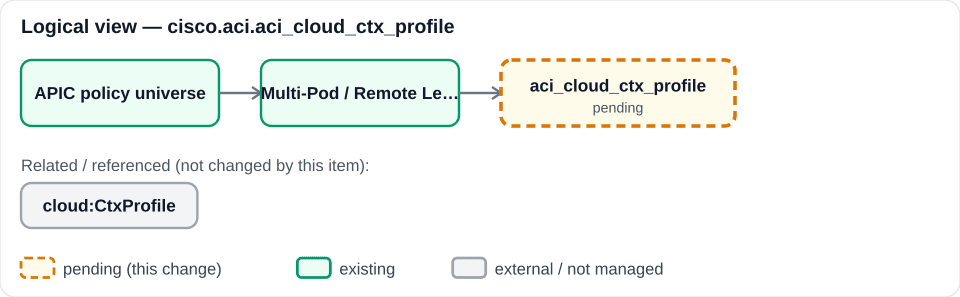 Logical view — cisco.aci.aci_cloud_ctx_profile
APIC policy universe
Multi-Pod / Remote Le…
aci_cloud_ctx_profile
pending
Related / referenced (not changed by this item):
cloud:CtxProfile
pending (this change)
existing
external / not managed